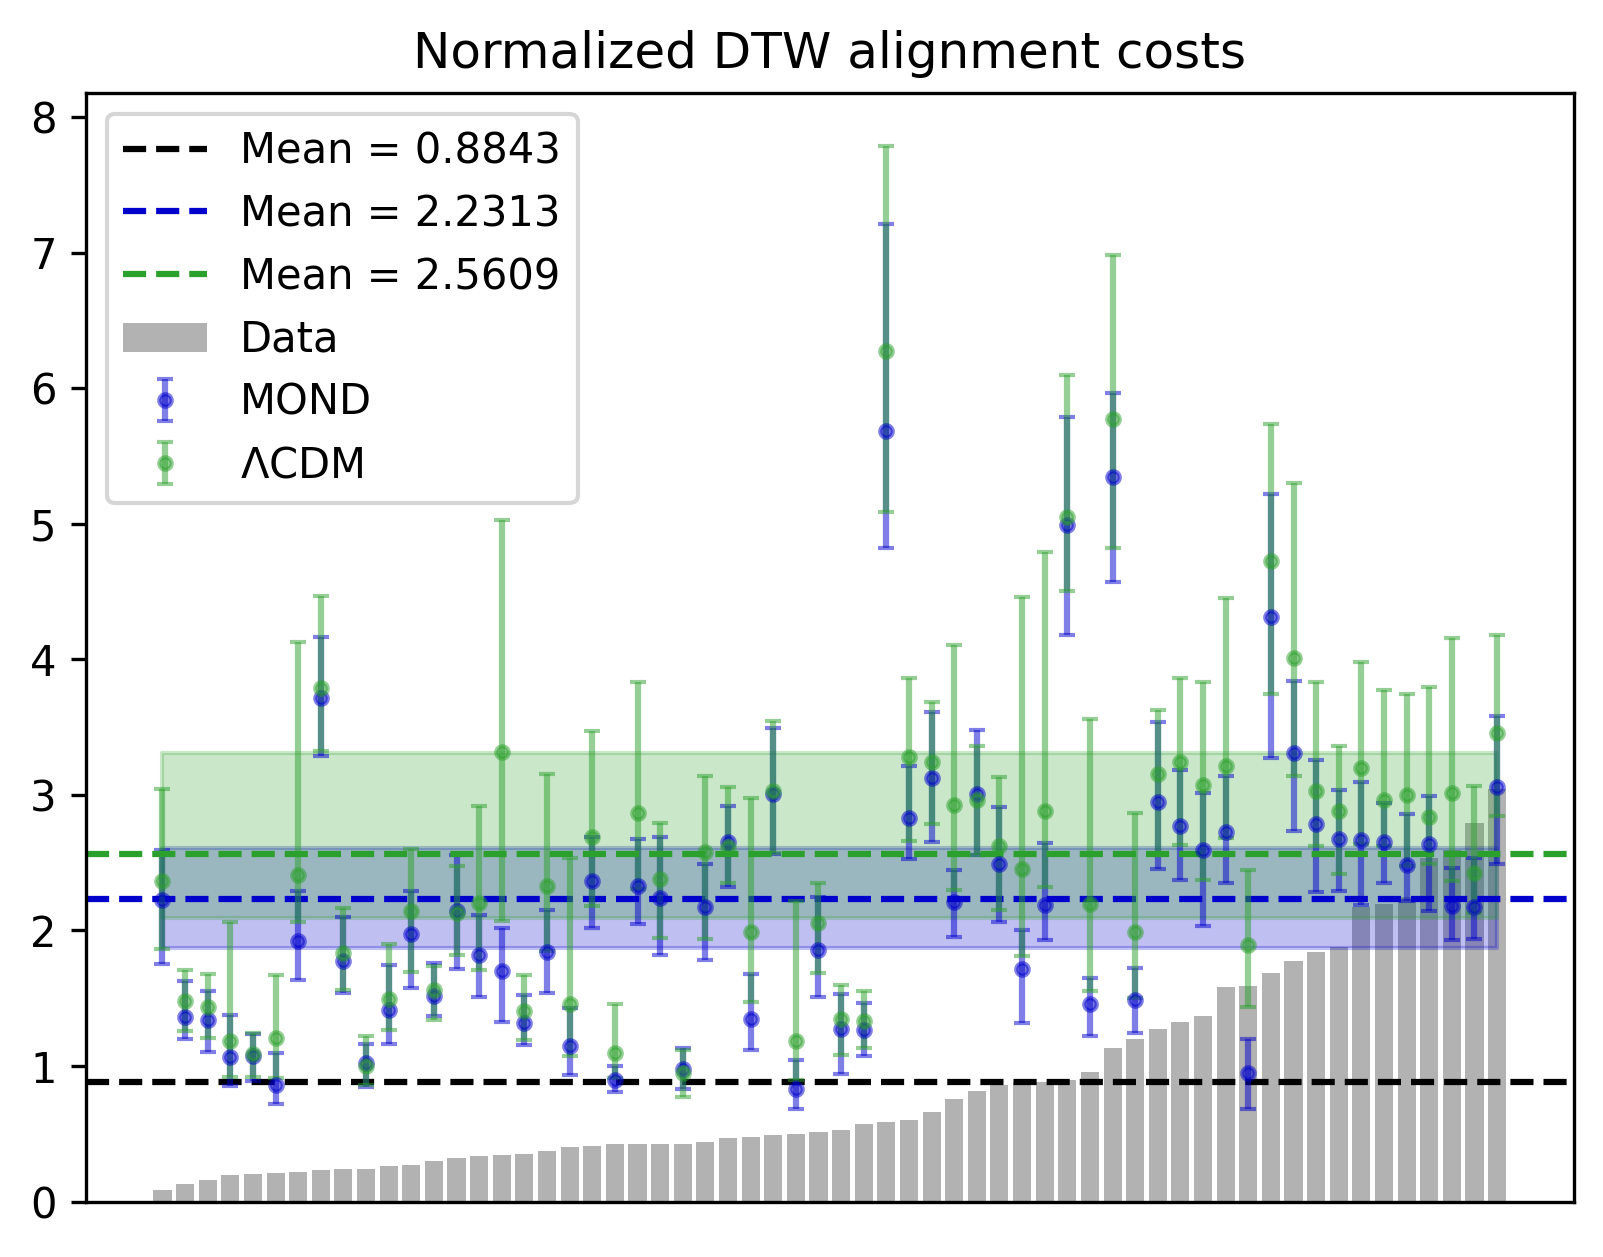 Normalized DTW alignment costs
8
7
6
5
4
3
2
1
0
Mean = 0.8843
Mean = 2.2313
Mean = 2.5609
Data
MOND
ΛCDM